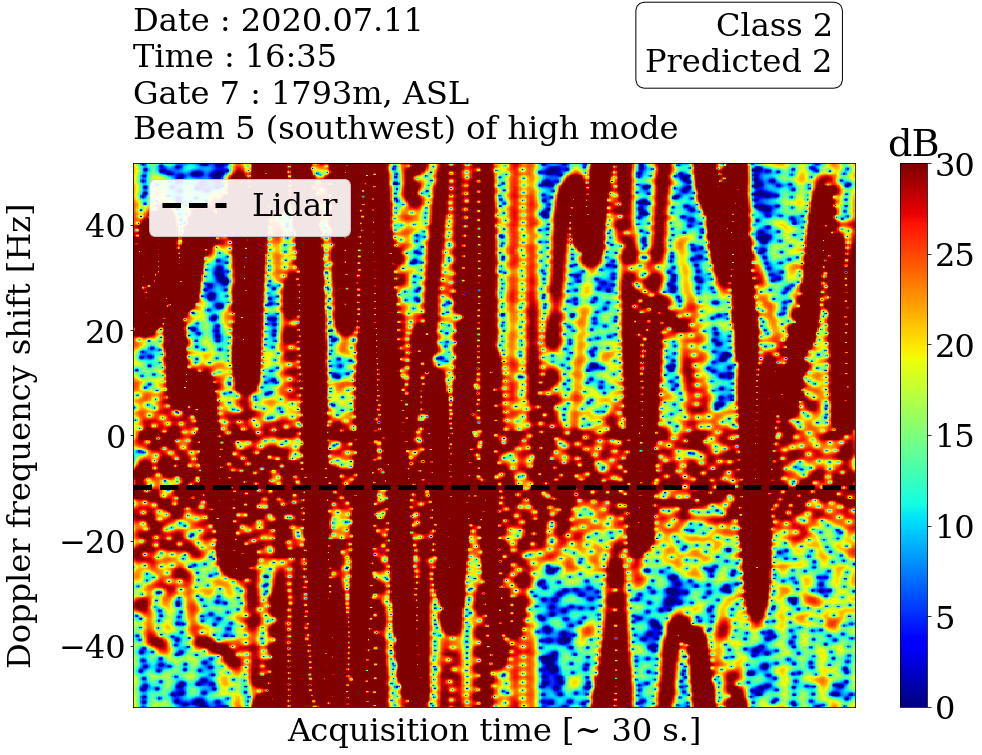 Date : 2020.07.11
Time : 16:35
Gate 7 : 1793m, ASL
Beam 5 (southwest) of high mode
Class 2
Predicted 2
dB
Lidar
Doppler frequency shift [Hz]
40
20
0
−20
−40
30
25
20
15
10
5
0
Acquisition time [~ 30 s.]